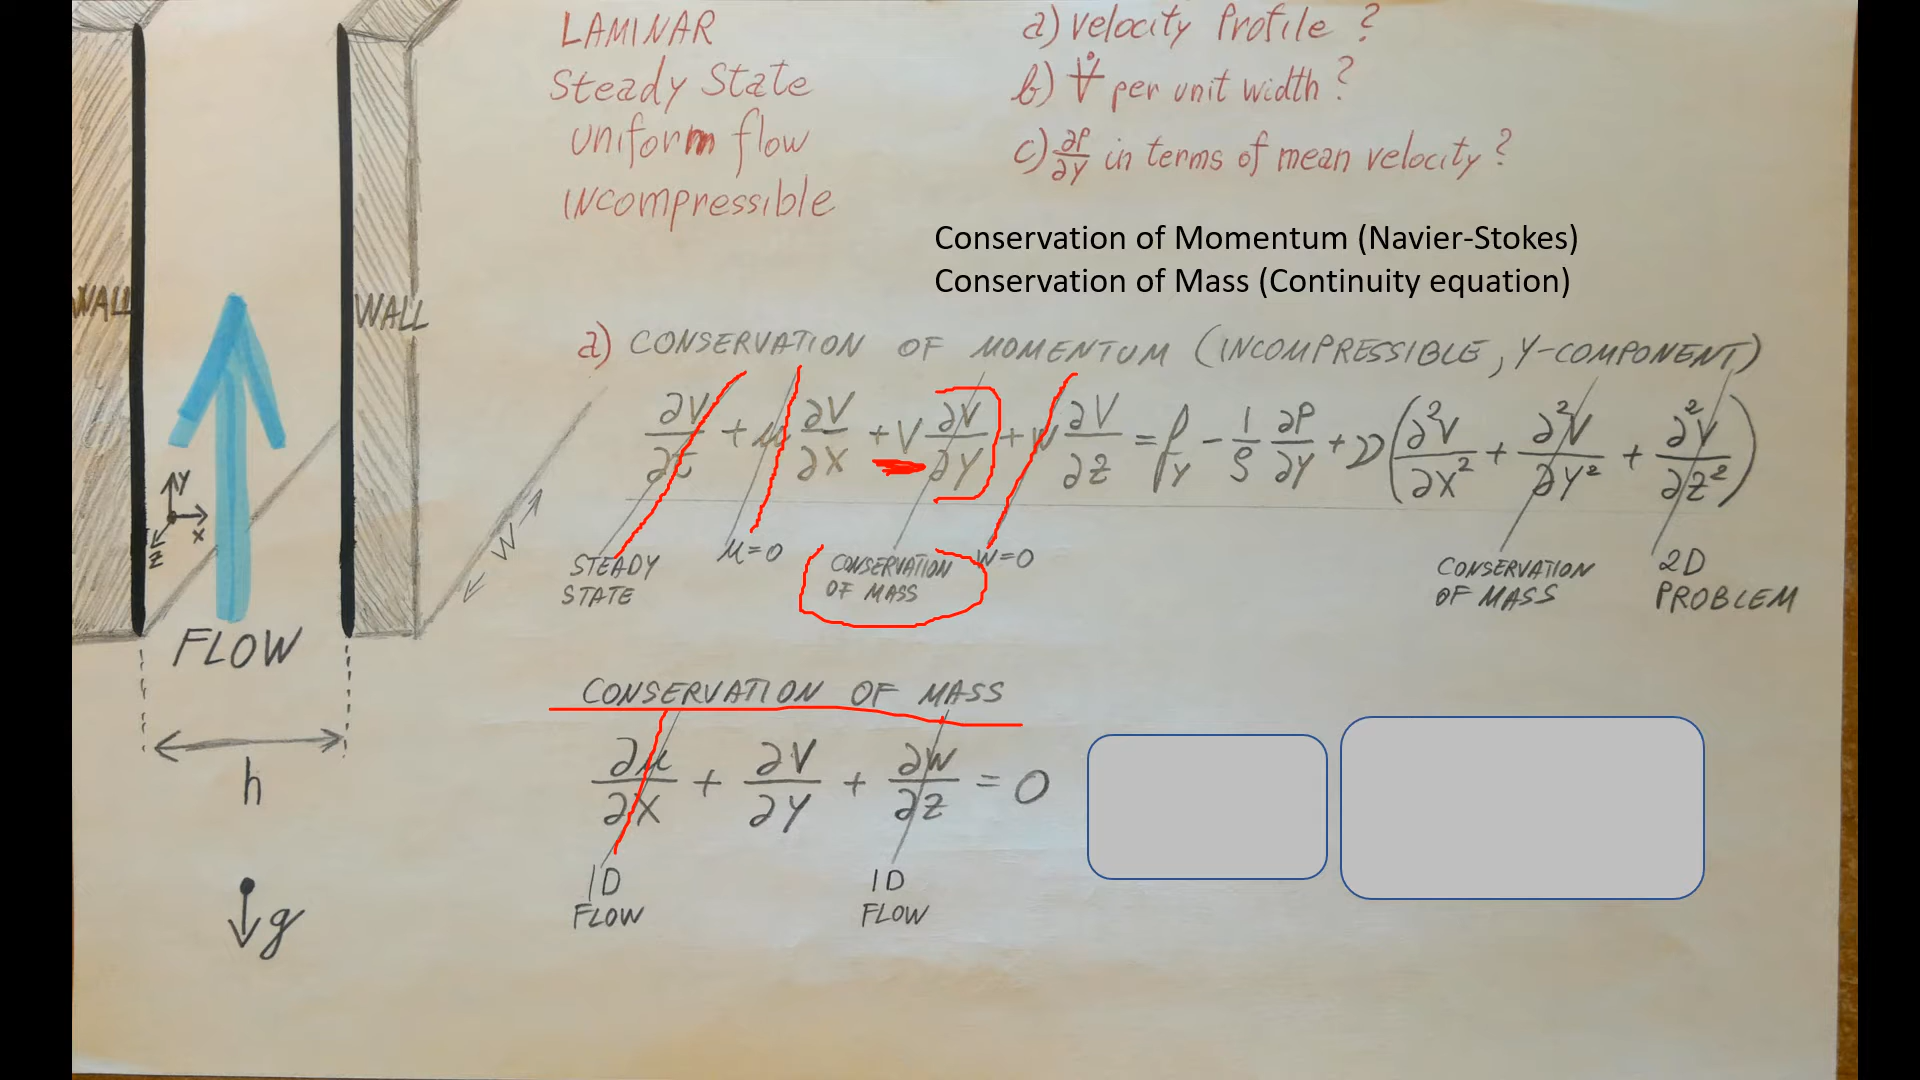 LAMINAR
Steady State
uniform flow
incompressible
a) Velocity Profile ?
b) V̇ per unit width ?
c) ∂P/∂Y in terms of mean velocity ?
Conservation of Momentum (Navier-Stokes)
Conservation of Mass (Continuity equation)
WALL
WALL
a) CONSERVATION OF MOMENTUM (INCOMPRESSIBLE, Y-COMPONENT)
∂V/∂t + u ∂V/∂X + V ∂V/∂Y + w ∂V/∂Z = f_Y - 1/ρ ∂P/∂Y + ν(∂²V/∂X² + ∂²V/∂Y² + ∂²V/∂Z²)
STEADY
STATE
u=0
CONSERVATION
OF MASS
w=0
CONSERVATION
OF MASS
2D
PROBLEM
Y
X
Z
W
FLOW
h
g
CONSERVATION OF MASS
∂u/∂X + ∂V/∂Y + ∂w/∂Z = 0
1D
FLOW
1D
FLOW